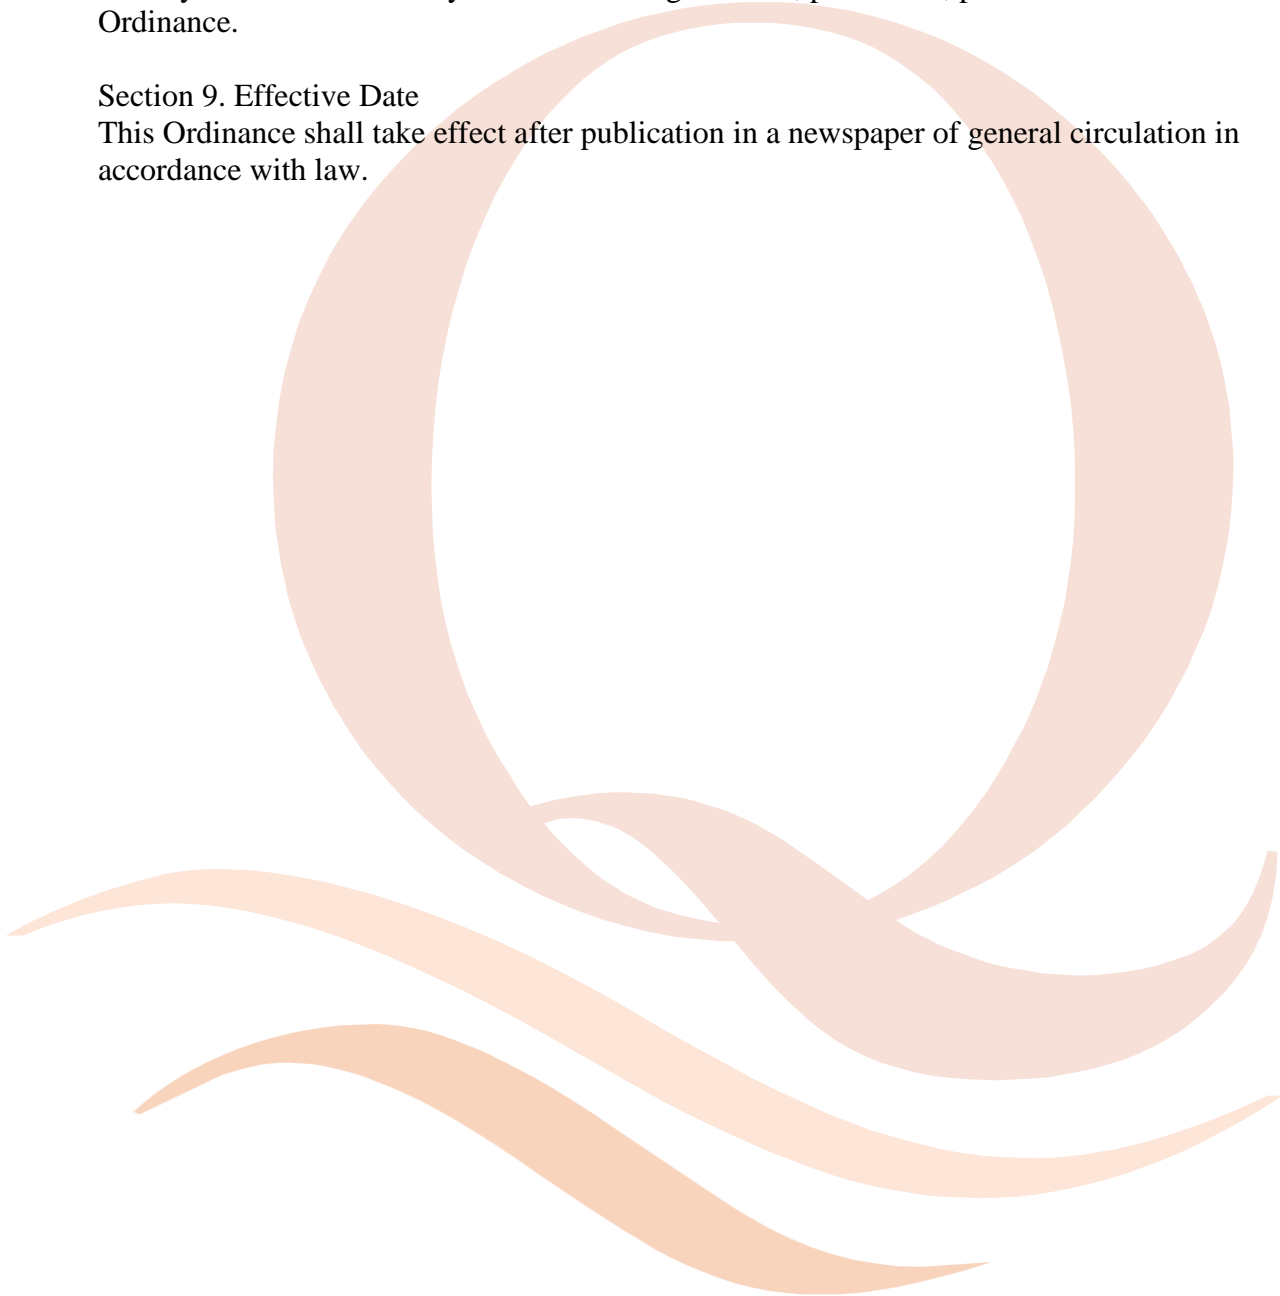 Ordinance.
Section 9. Effective Date
This Ordinance shall take effect after publication in a newspaper of general circulation in
accordance with law.